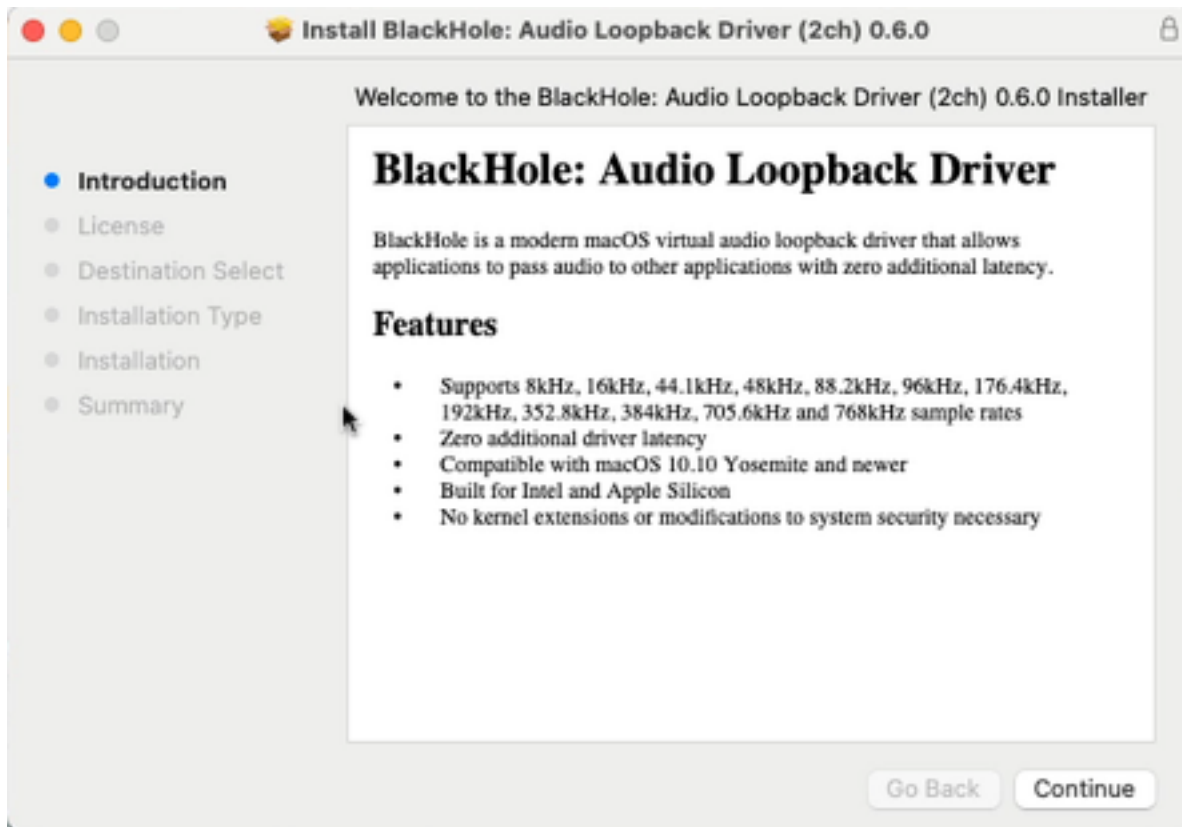 Install BlackHole: Audio Loopback Driver (2ch) 0.6.0
Welcome to the BlackHole: Audio Loopback Driver (2ch) 0.6.0 Installer
Introduction
License
Destination Select
Installation Type
Installation
Summary
BlackHole: Audio Loopback Driver
BlackHole is a modern macOS virtual audio loopback driver that allows
applications to pass audio to other applications with zero additional latency.
Features
• Supports 8kHz, 16kHz, 44.1kHz, 48kHz, 88.2kHz, 96kHz, 176.4kHz,
192kHz, 352.8kHz, 384kHz, 705.6kHz and 768kHz sample rates
• Zero additional driver latency
• Compatible with macOS 10.10 Yosemite and newer
• Built for Intel and Apple Silicon
• No kernel extensions or modifications to system security necessary
Go Back
Continue